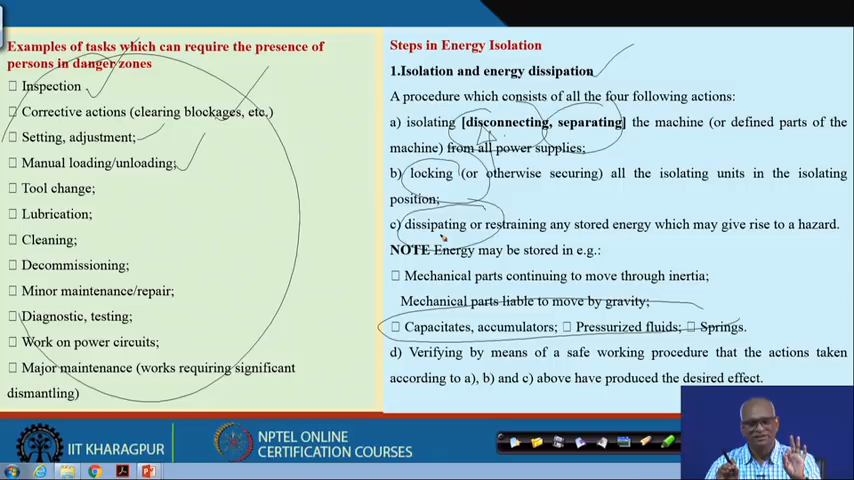 Examples of tasks which can require the presence of
persons in danger zones
Inspection
Corrective actions (clearing blockages, etc.)
Setting, adjustment;
Manual loading/unloading;
Tool change;
Lubrication;
Cleaning;
Decommissioning;
Minor maintenance/repair;
Diagnostic, testing;
Work on power circuits;
Major maintenance (works requiring significant
dismantling)
Steps in Energy Isolation
1.Isolation and energy dissipation
A procedure which consists of all the four following actions:
a) isolating [disconnecting, separating] the machine (or defined parts of the
machine) from all power supplies;
b) locking (or otherwise securing) all the isolating units in the isolating
position;
c) dissipating or restraining any stored energy which may give rise to a hazard.
NOTE Energy may be stored in e.g.:
Mechanical parts continuing to move through inertia;
Mechanical parts liable to move by gravity;
Capacitates, accumulators; Pressurized fluids; Springs.
d) Verifying by means of a safe working procedure that the actions taken
according to a), b) and c) above have produced the desired effect.
IIT KHARAGPUR
NPTEL ONLINE
CERTIFICATION COURSES